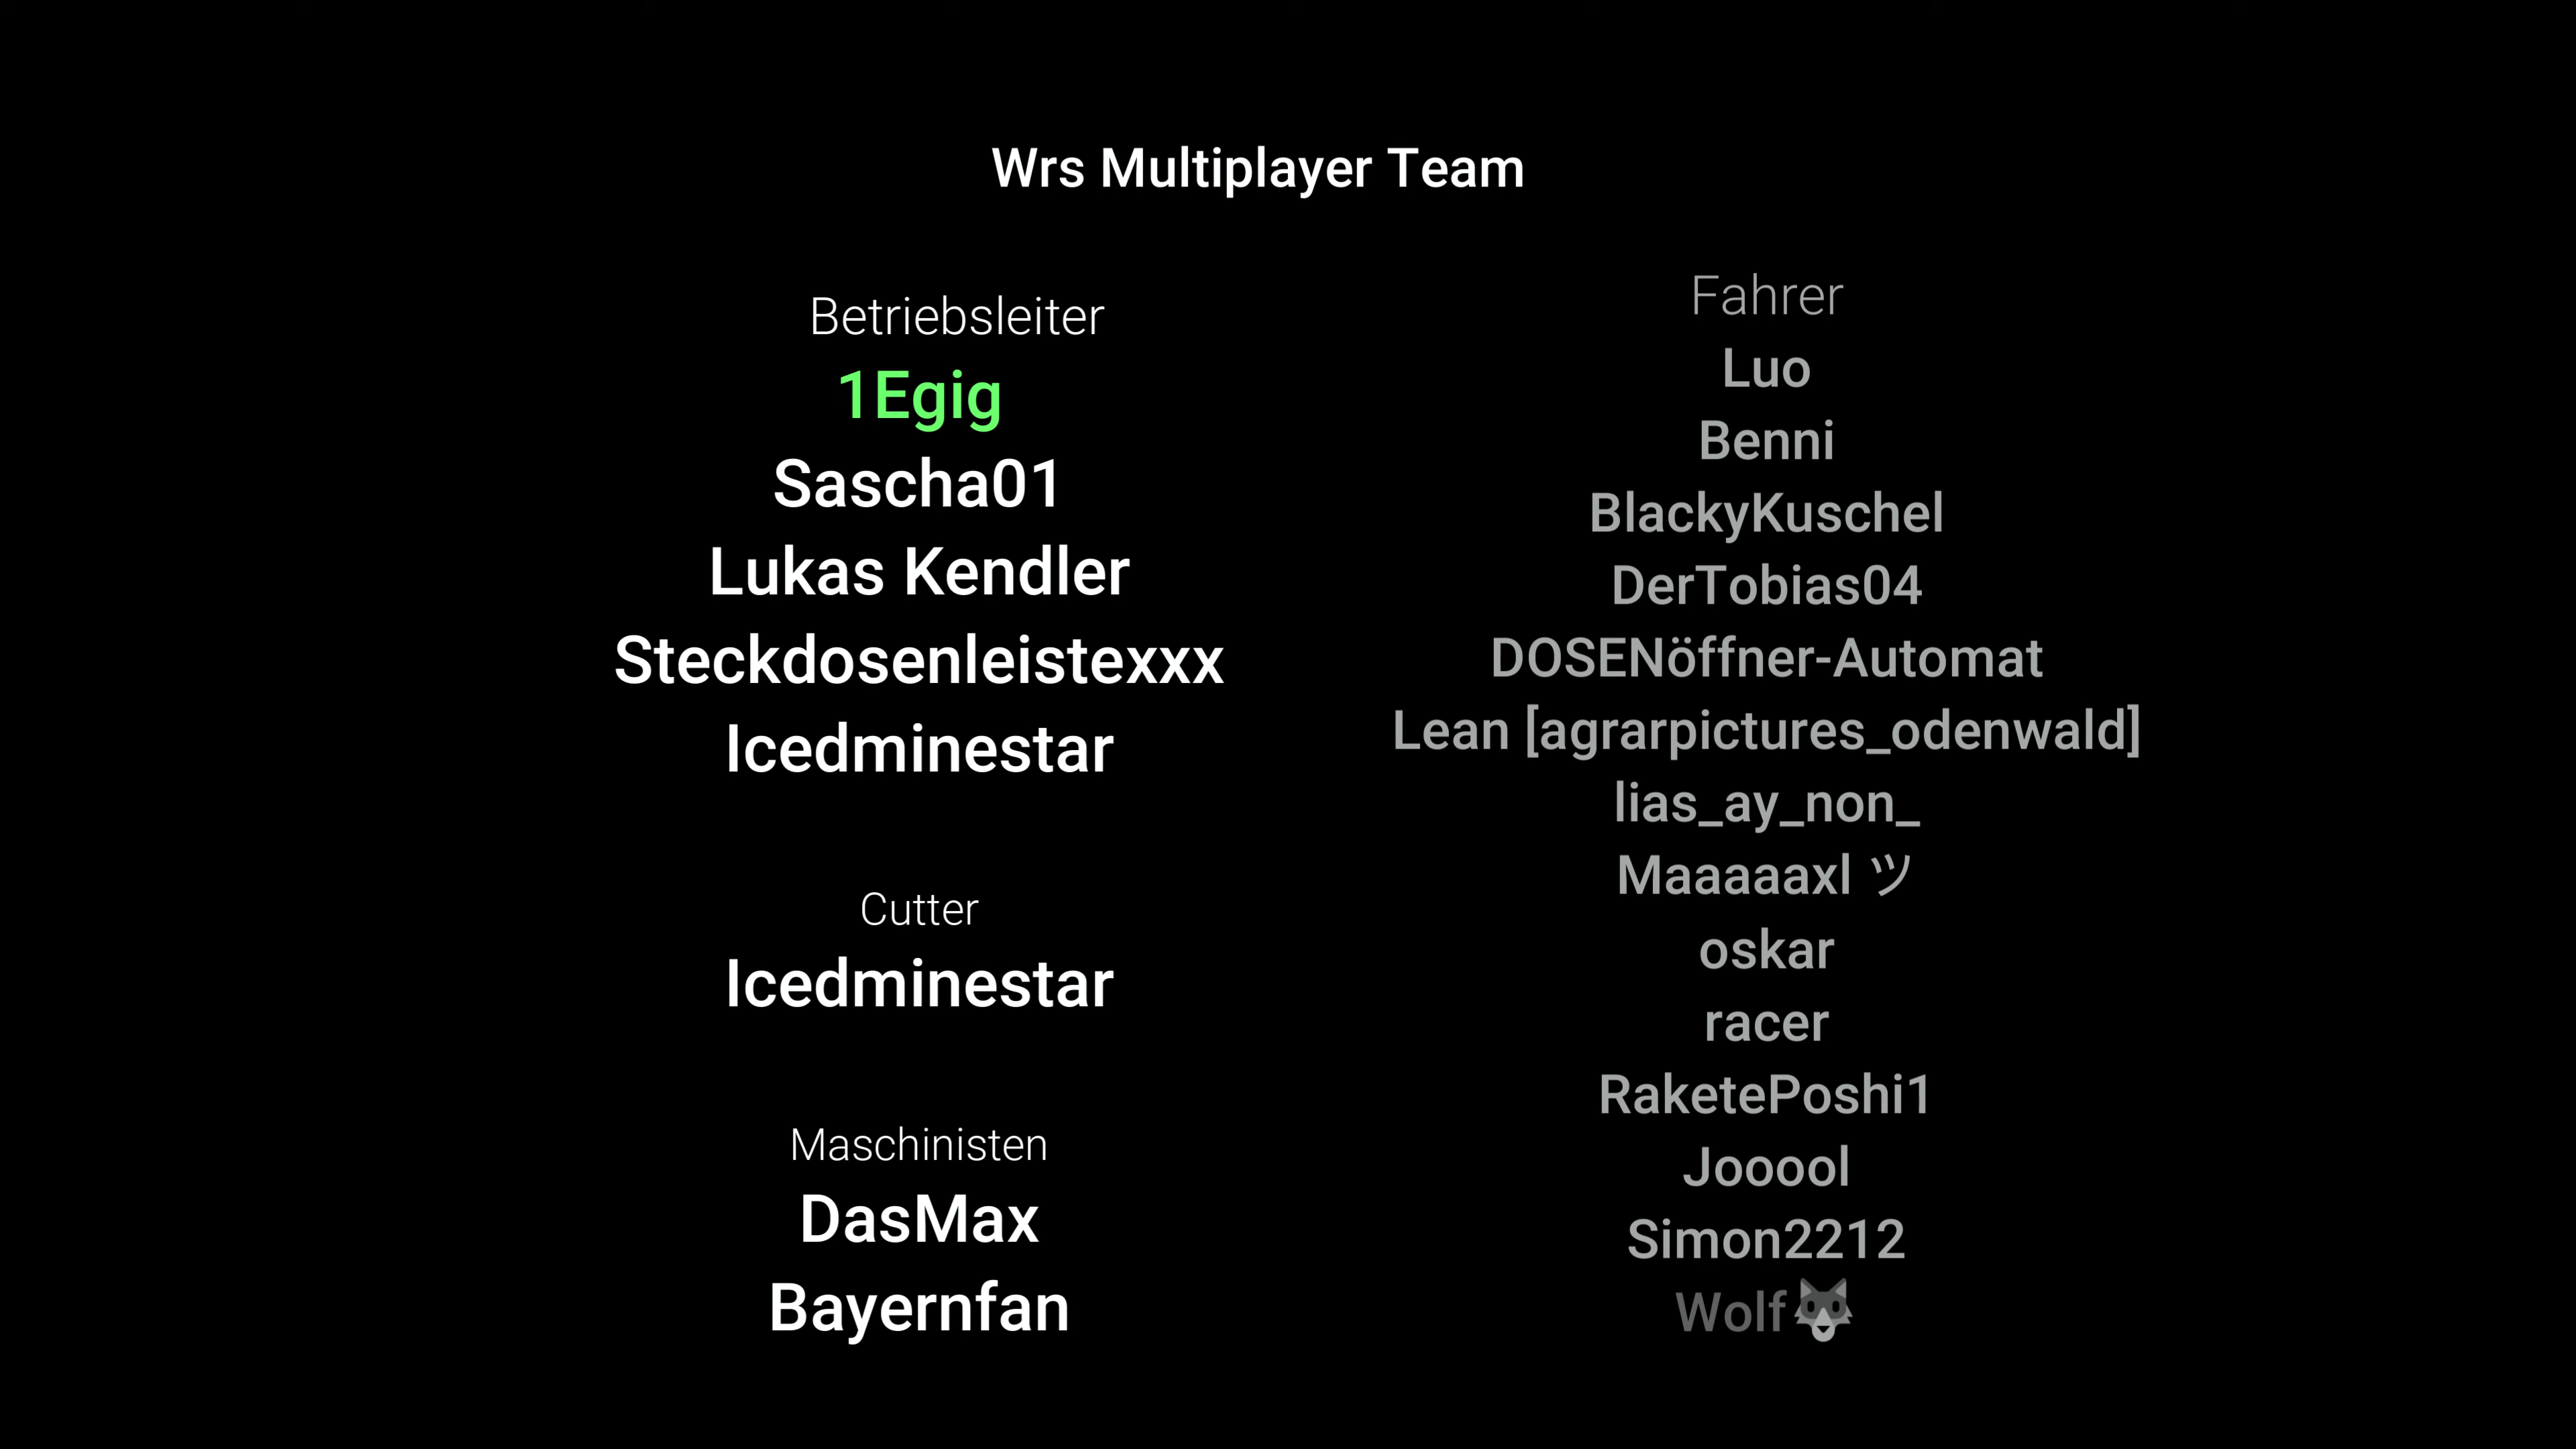 Wrs Multiplayer Team
Betriebsleiter
1Egig
Sascha01
Lukas Kendler
Steckdosenleistexxx
Icedminestar
Cutter
Icedminestar
Maschinisten
DasMax
Bayernfan
Fahrer
Luo
Benni
BlackyKuschel
DerTobias04
DOSENöffner-Automat
Lean [agrarpictures_odenwald]
lias_ay_non_
Maaaaaxl ツ
oskar
racer
RaketePoshi1
Jooool
Simon2212
Wolf🐺